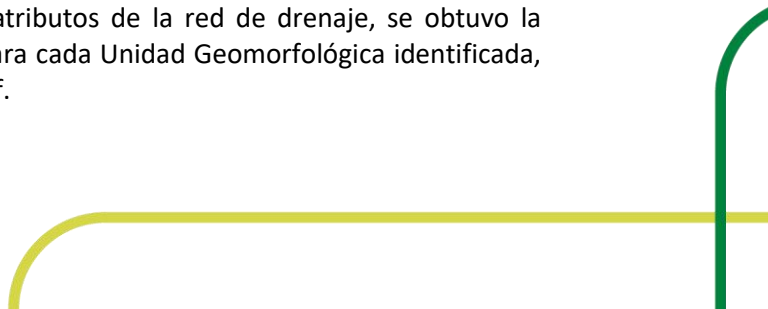 atributos de la red de drenaje, se obtuvo la
ara cada Unidad Geomorfológica identificada,
f.